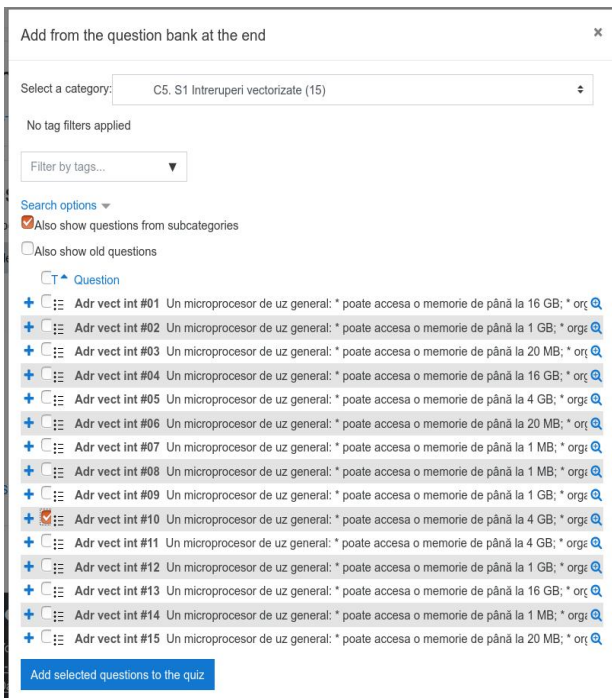 Add from the question bank at the end ×
Select a category: C5. S1 Intreruperi vectorizate (15)
No tag filters applied
Filter by tags... ▼
Search options
Also show questions from subcategories
Also show old questions
T Question
Adr vect int #01 Un microprocesor de uz general: * poate accesa o memorie de până la 16 GB; * org
Adr vect int #02 Un microprocesor de uz general: * poate accesa o memorie de până la 1 GB; * orga
Adr vect int #03 Un microprocesor de uz general: * poate accesa o memorie de până la 20 MB; * org
Adr vect int #04 Un microprocesor de uz general: * poate accesa o memorie de până la 16 GB; * org
Adr vect int #05 Un microprocesor de uz general: * poate accesa o memorie de până la 4 GB; * orga
Adr vect int #06 Un microprocesor de uz general: * poate accesa o memorie de până la 20 MB; * org
Adr vect int #07 Un microprocesor de uz general: * poate accesa o memorie de până la 1 MB; * orga
Adr vect int #08 Un microprocesor de uz general: * poate accesa o memorie de până la 1 MB; * orga
Adr vect int #09 Un microprocesor de uz general: * poate accesa o memorie de până la 1 GB; * orga
Adr vect int #10 Un microprocesor de uz general: * poate accesa o memorie de până la 4 GB; * orga
Adr vect int #11 Un microprocesor de uz general: * poate accesa o memorie de până la 4 GB; * orga
Adr vect int #12 Un microprocesor de uz general: * poate accesa o memorie de până la 1 GB; * orga
Adr vect int #13 Un microprocesor de uz general: * poate accesa o memorie de până la 16 GB; * org
Adr vect int #14 Un microprocesor de uz general: * poate accesa o memorie de până la 1 MB; * orga
Adr vect int #15 Un microprocesor de uz general: * poate accesa o memorie de până la 20 MB; * org
Add selected questions to the quiz